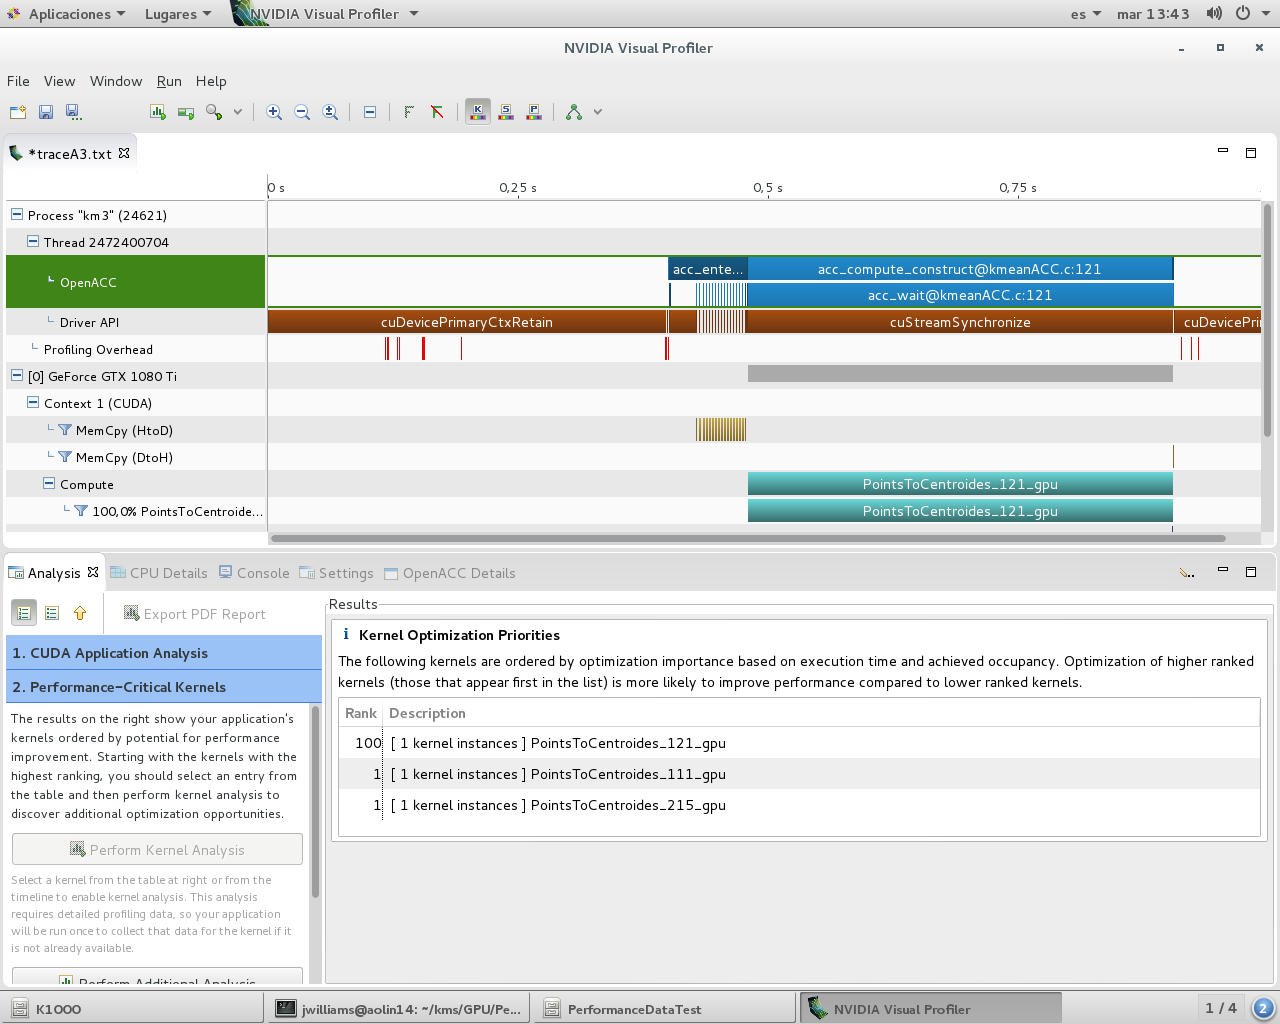 Aplicaciones Lugares NVIDIA Visual Profiler es mar 13:43
NVIDIA Visual Profiler
File View Window Run Help
K S P
*traceA3.txt
0 s 0,25 s 0,5 s 0,75 s
Process "km3" (24621)
Thread 2472400704
OpenACC
acc_ente... acc_compute_construct@kmeanACC.c:121
acc_wait@kmeanACC.c:121
Driver API cuDevicePrimaryCtxRetain cuStreamSynchronize cuDevicePri
Profiling Overhead
[0] GeForce GTX 1080 Ti
Context 1 (CUDA)
MemCpy (HtoD)
MemCpy (DtoH)
Compute PointsToCentroides_121_gpu
100,0% PointsToCentroide... PointsToCentroides_121_gpu
Analysis CPU Details Console Settings OpenACC Details
Export PDF Report
1. CUDA Application Analysis
2. Performance-Critical Kernels
The results on the right show your application's
kernels ordered by potential for performance
improvement. Starting with the kernels with the
highest ranking, you should select an entry from
the table and then perform kernel analysis to
discover additional optimization opportunities.
Perform Kernel Analysis
Select a kernel from the table at right or from the
timeline to enable kernel analysis. This analysis
requires detailed profiling data, so your application
will be run once to collect that data for the kernel if it
is not already available.
Perform Additional Analysis
Results
i Kernel Optimization Priorities
The following kernels are ordered by optimization importance based on execution time and achieved occupancy. Optimization of higher ranked
kernels (those that appear first in the list) is more likely to improve performance compared to lower ranked kernels.
Rank Description
100 [ 1 kernel instances ] PointsToCentroides_121_gpu
1 [ 1 kernel instances ] PointsToCentroides_111_gpu
1 [ 1 kernel instances ] PointsToCentroides_215_gpu
K1000 jwilliams@aolin14: ~/kms/GPU/Pe... PerformanceDataTest NVIDIA Visual Profiler 1 / 4 2